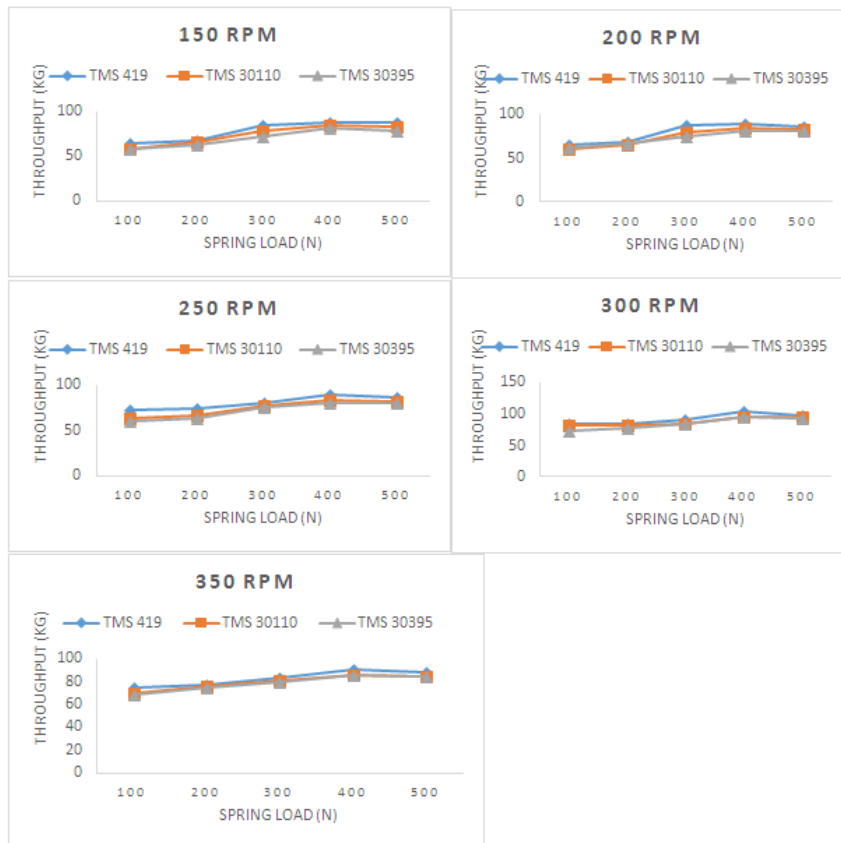 150 RPM
TMS 419 TMS 30110 TMS 30395
THROUGHPUT (KG)
100
50
0
100 200 300 400 500
SPRING LOAD (N)
200 RPM
TMS 419 TMS 30110 TMS 30395
THROUGHPUT (KG)
100
50
0
100 200 300 400 500
SPRING LOAD (N)
250 RPM
TMS 419 TMS 30110 TMS 30395
THROUGHPUT (KG)
100
50
0
100 200 300 400 500
SPRING LOAD (N)
300 RPM
TMS 419 TMS 30110 TMS 30395
THROUGHPUT (KG)
150
100
50
0
100 200 300 400 500
SPRING LOAD (N)
350 RPM
TMS 419 TMS 30110 TMS 30395
THROUGHPUT (KG)
100
80
60
40
20
0
100 200 300 400 500
SPRING LOAD (N)